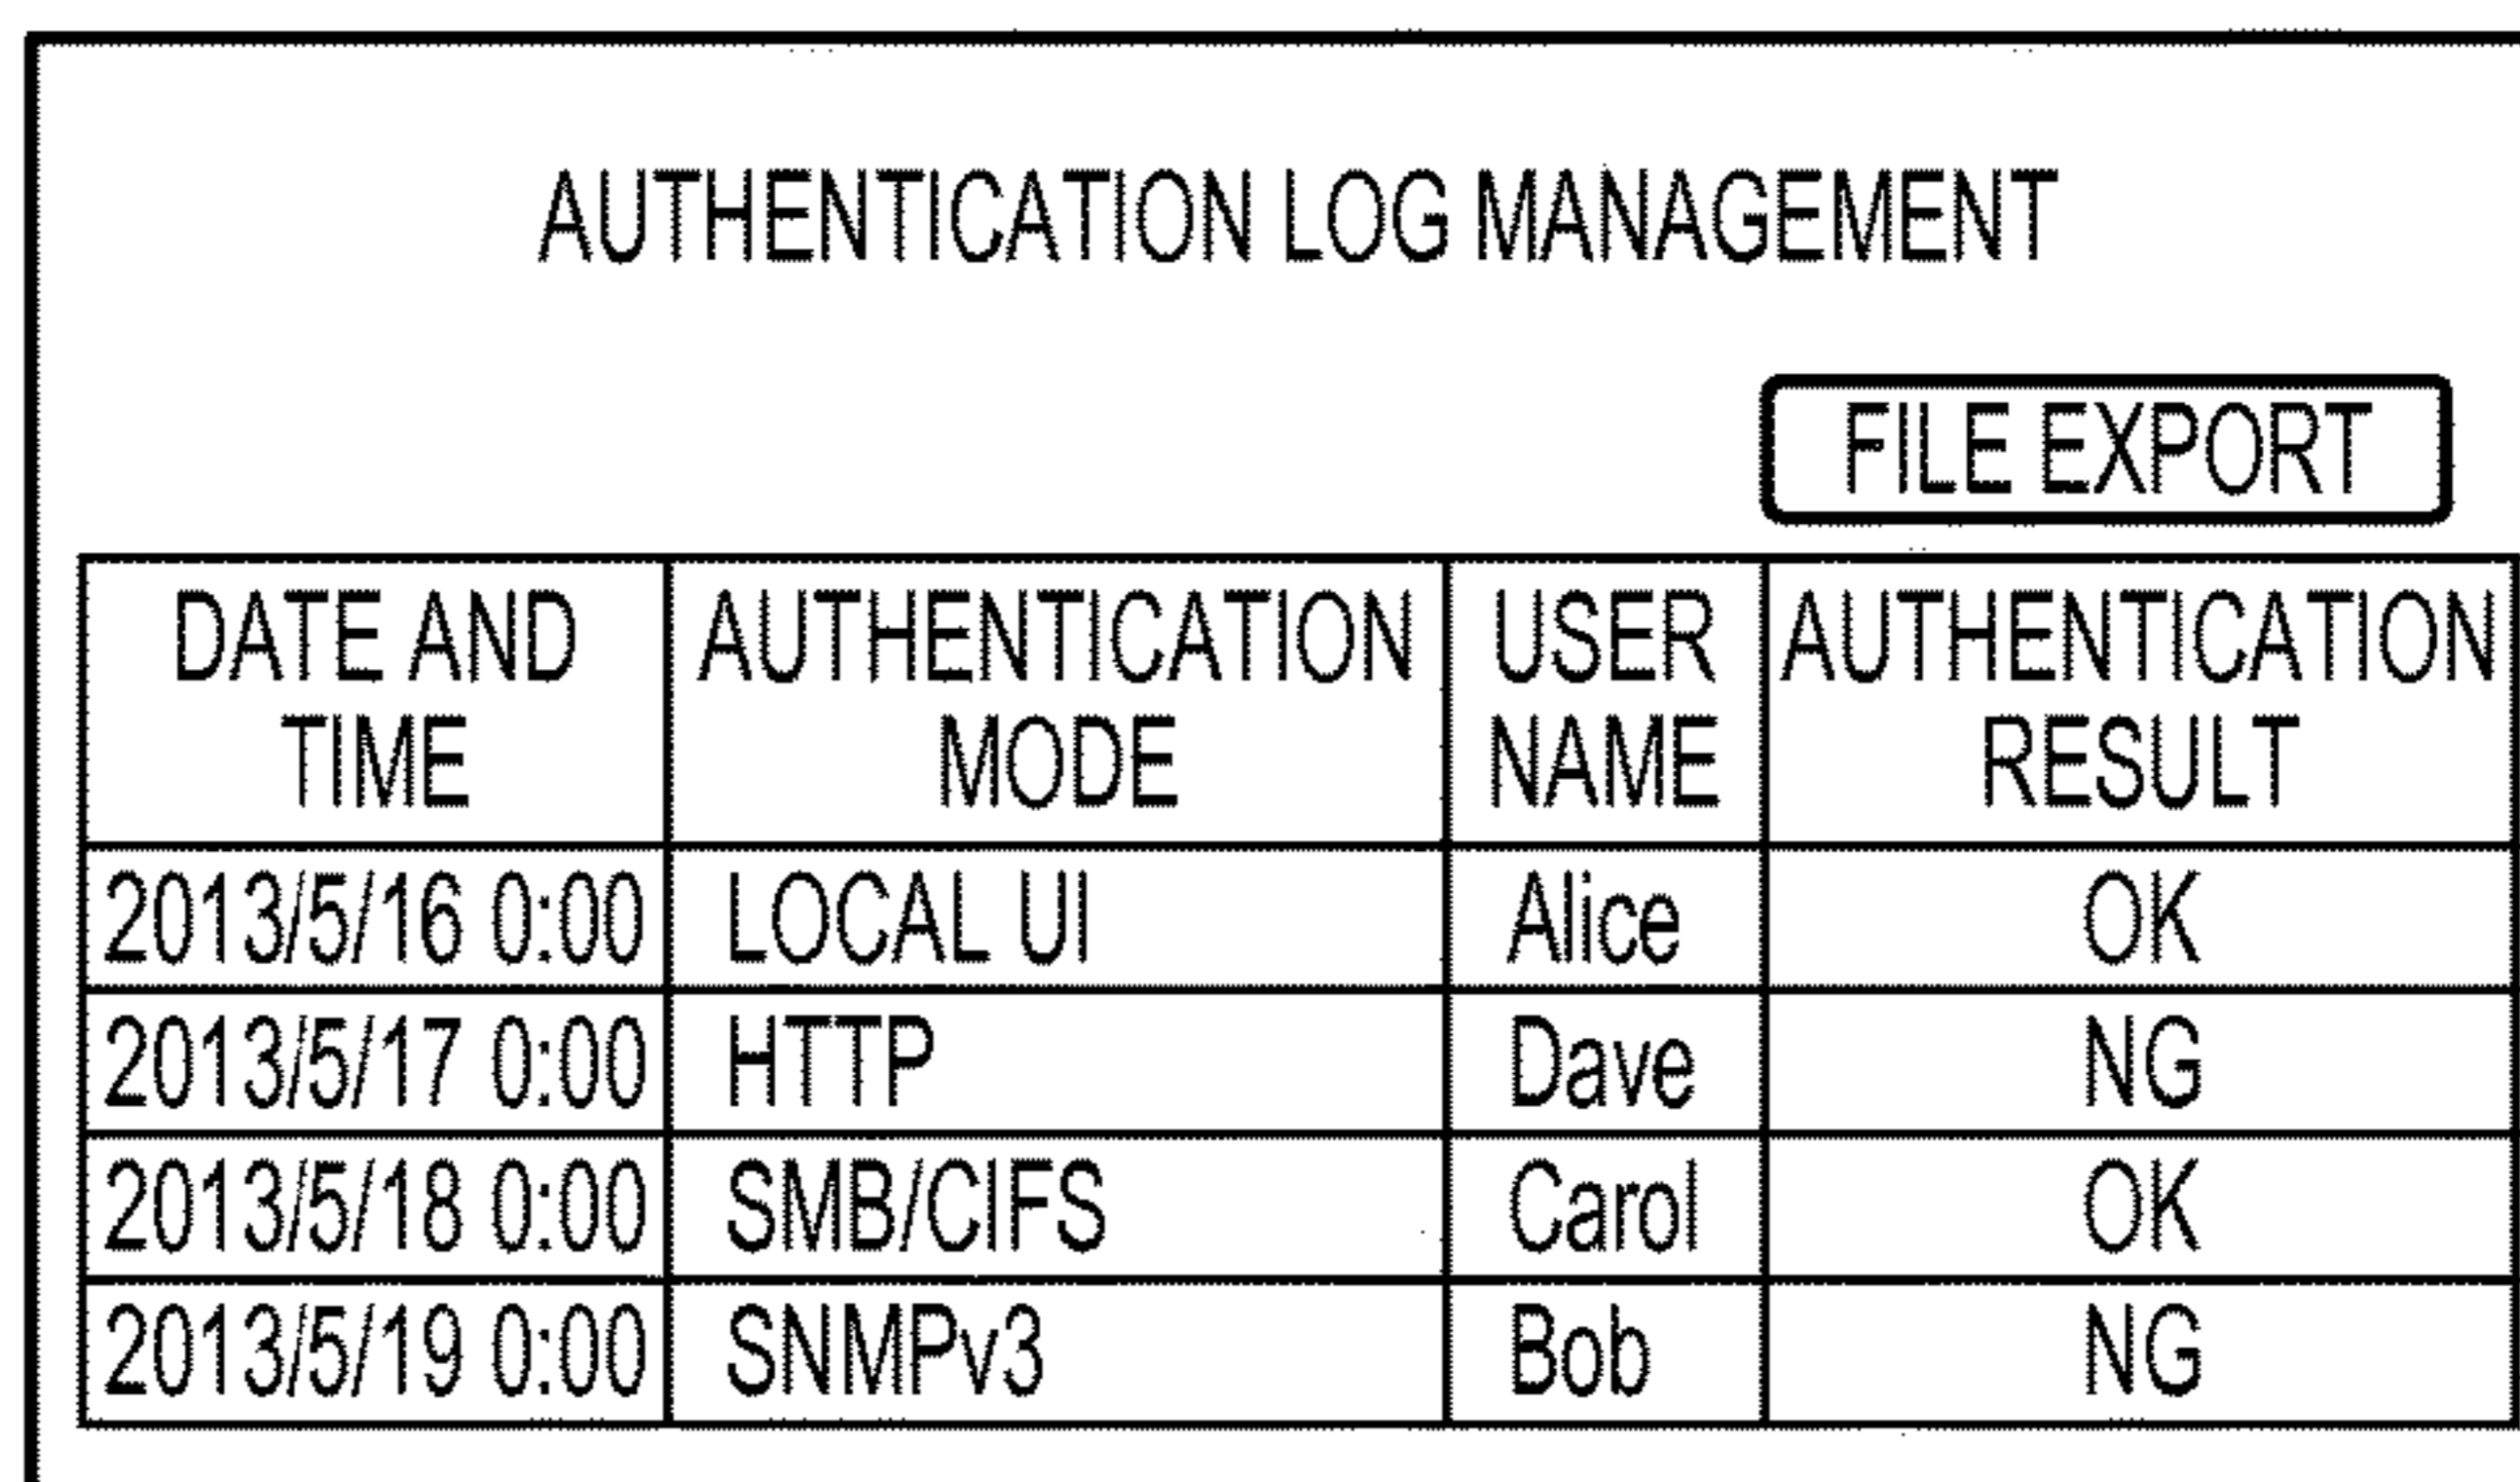 AUTHENTICATION LOG MANAGEMENT
FILE EXPORT
DATE AND TIME AUTHENTICATION MODE USER NAME AUTHENTICATION RESULT
2013/5/16 0:00 LOCAL UI Alice OK
2013/5/17 0:00 HTTP Dave NG
2013/5/18 0:00 SMB/CIFS Carol OK
2013/5/19 0:00 SNMPv3 Bob NG